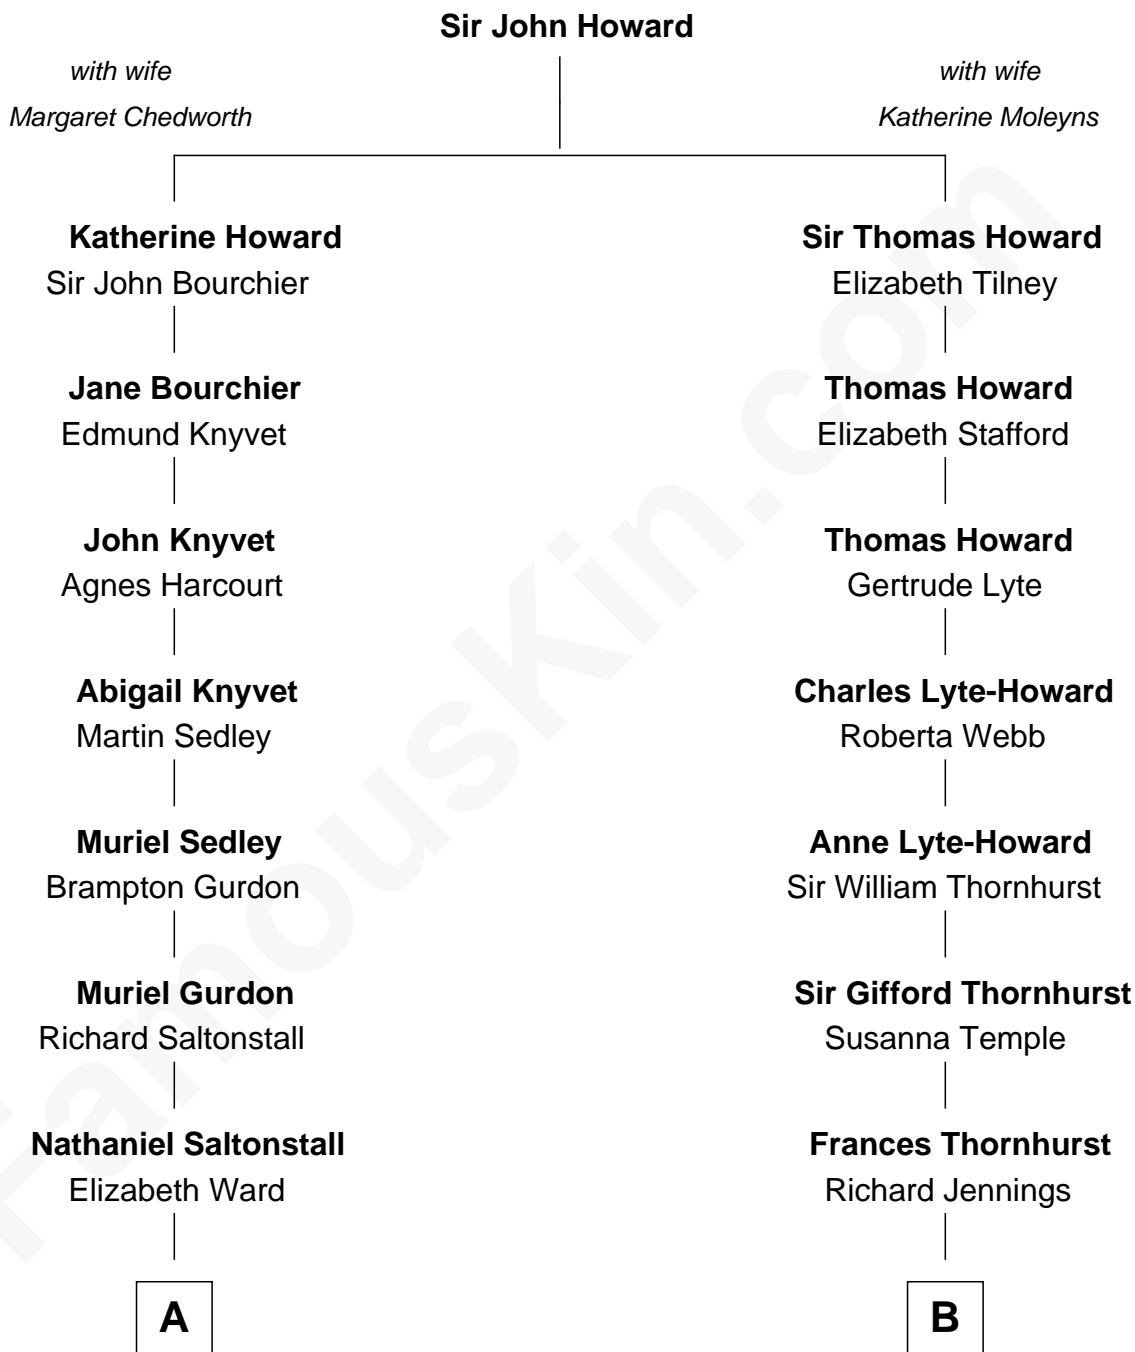 Sir John Howard
with wife
Margaret Chedworth
with wife
Katherine Moleyns
Katherine Howard
Sir John Bourchier
Sir Thomas Howard
Elizabeth Tilney
Jane Bourchier
Edmund Knyvet
Thomas Howard
Elizabeth Stafford
John Knyvet
Agnes Harcourt
Thomas Howard
Gertrude Lyte
Abigail Knyvet
Martin Sedley
Charles Lyte-Howard
Roberta Webb
Muriel Sedley
Brampton Gurdon
Anne Lyte-Howard
Sir William Thornhurst
Muriel Gurdon
Richard Saltonstall
Sir Gifford Thornhurst
Susanna Temple
Nathaniel Saltonstall
Elizabeth Ward
Frances Thornhurst
Richard Jennings
A
B
FamousKin.com